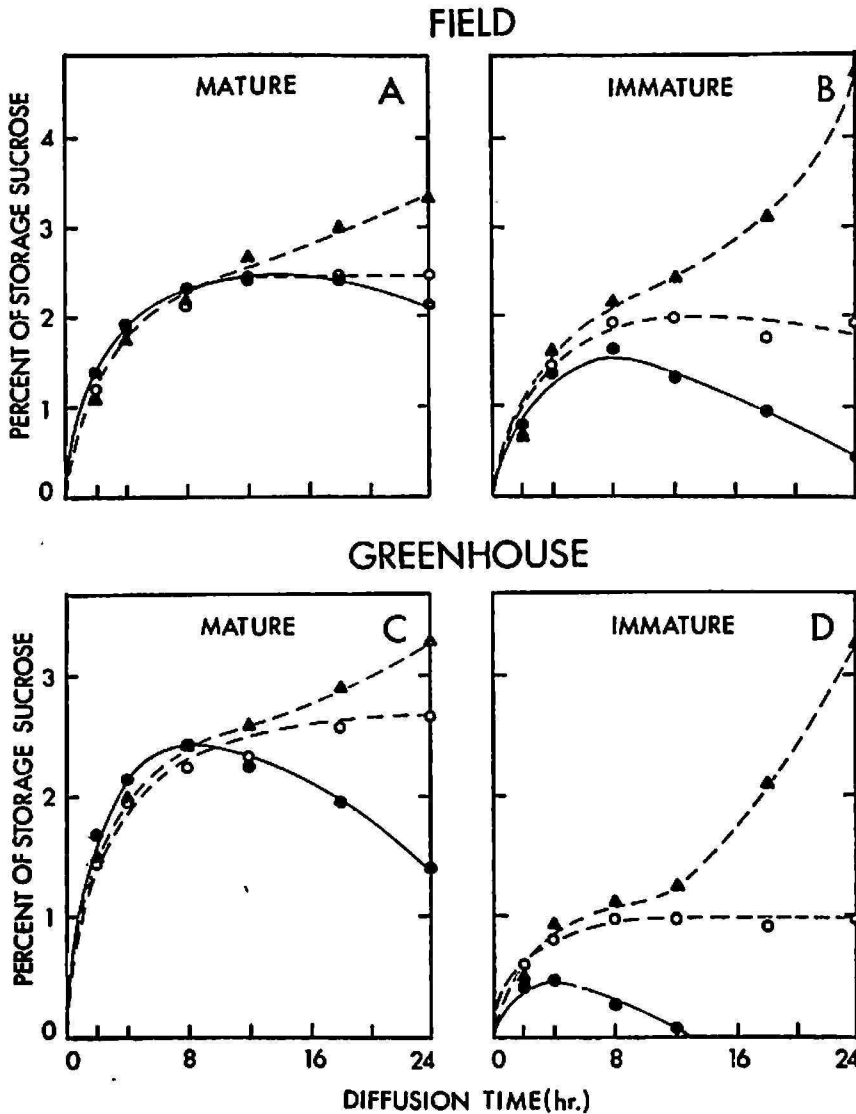 FIELD
MATURE A
IMMATURE B
PERCENT OF STORAGE SUCROSE
4
3
2
1
0
GREENHOUSE
MATURE C
IMMATURE D
PERCENT OF STORAGE SUCROSE
3
2
1
0
0 8 16 24
0 8 16 24
DIFFUSION TIME(hr.)